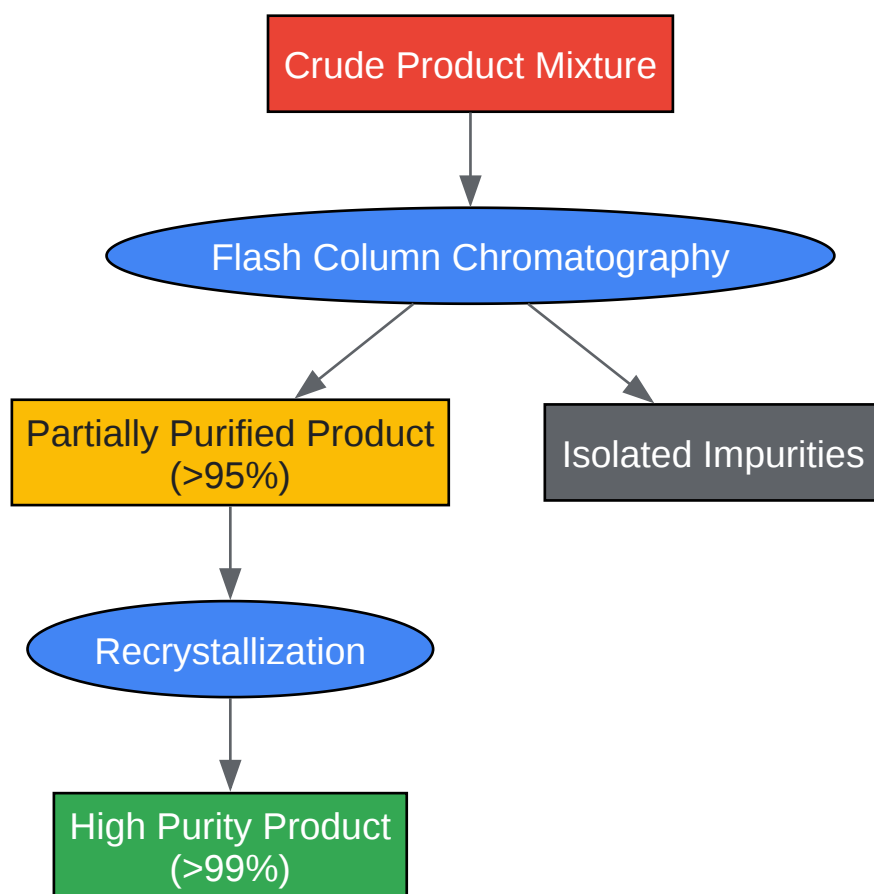 Crude Product Mixture
Flash Column Chromatography
Partially Purified Product
(>95%)
Isolated Impurities
Recrystallization
High Purity Product
(>99%)